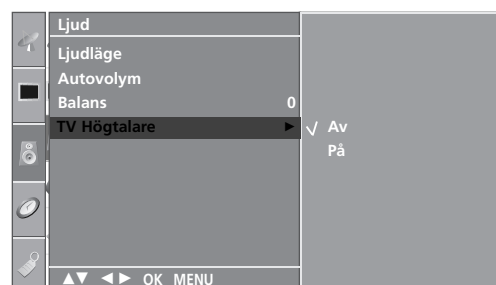 Ljud
Ljudläge
Autovolym
Balans 0
TV Högtalare ► √ Av
På
▲▼ ◄► OK MENU